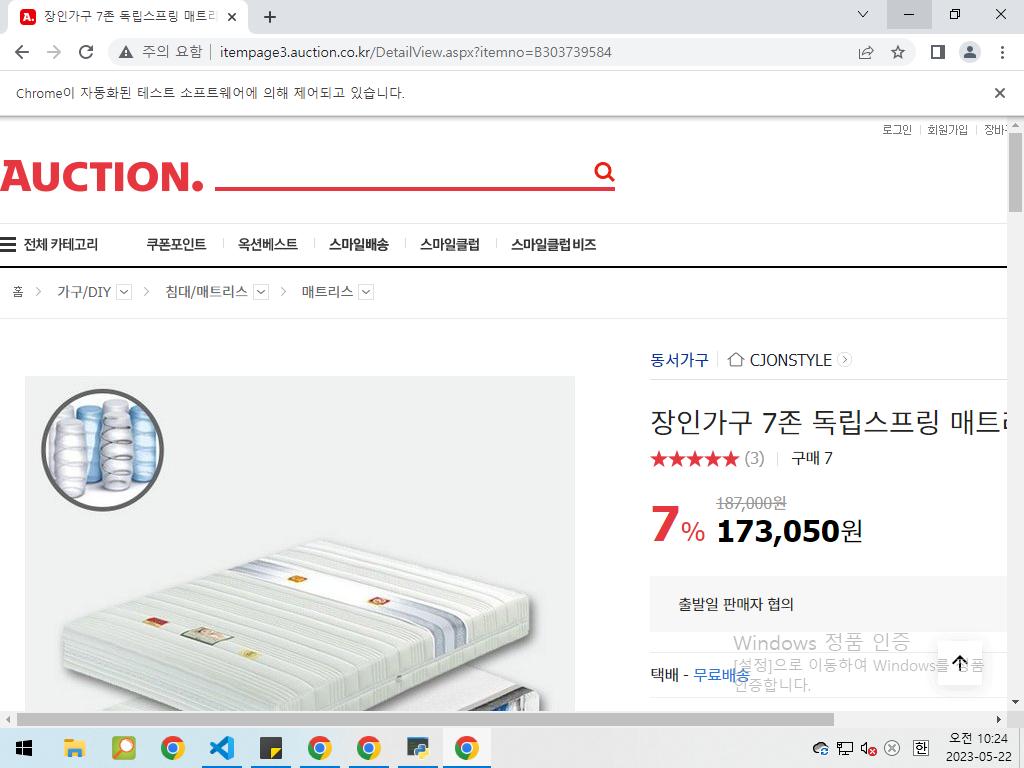 장인가구 7존 독립스프링 매트
주의 요함
itempage3.auction.co.kr/DetailView.aspx?itemno=B303739584
Chrome이 자동화된 테스트 소프트웨어에 의해 제어되고 있습니다.
로그인 회원가입 장바
AUCTION.
전체 카테고리 쿠폰포인트 옥션베스트 스마일배송 스마일클럽 스마일클럽 비즈
홈 가구/DIY 침대/매트리스 매트리스
동서가구 CJONSTYLE
장인가구 7존 독립스프링 매트
(3) 구매 7
187,000원
7% 173,050원
출발일 판매자 협의
Windows 정품 인증
[설정]으로 이동하여 Windows를 정품
인증합니다.
택배 - 무료배송
한
오전 10:24
2023-05-22